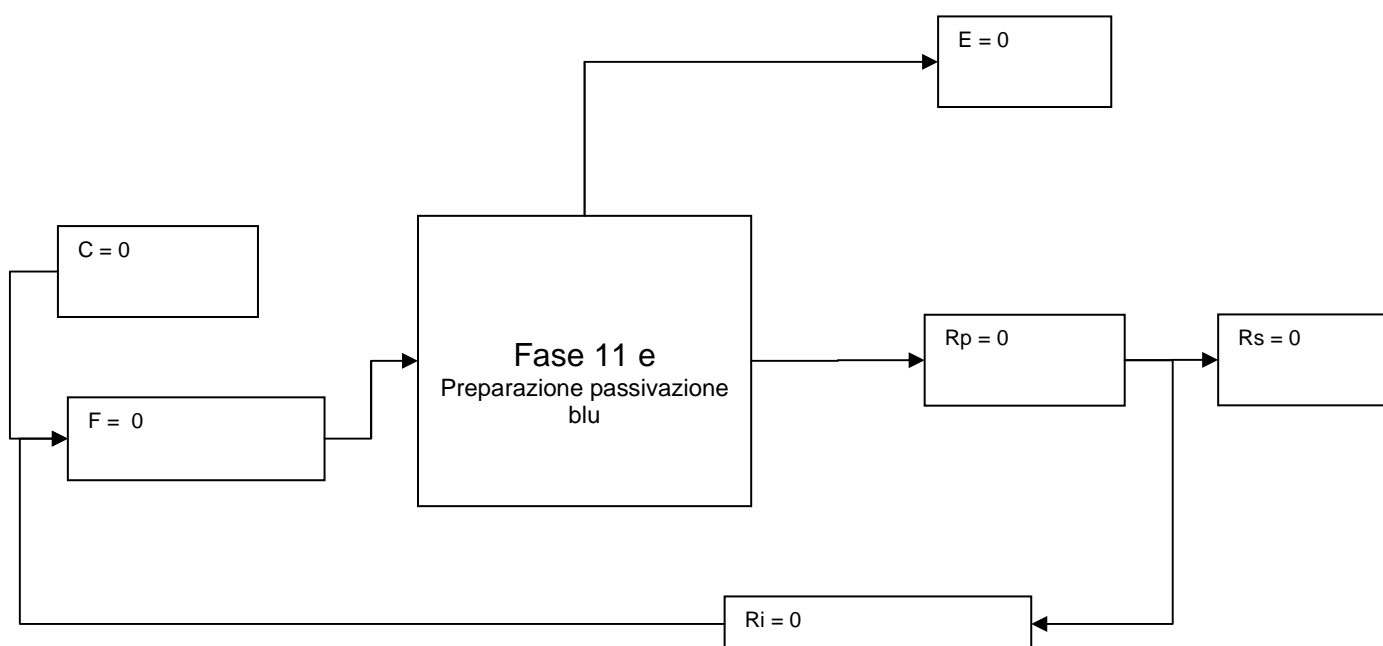 E = 0
C = 0
Fase 11 e
Preparazione passivazione
blu
Rp = 0
Rs = 0
F =  0
Ri = 0